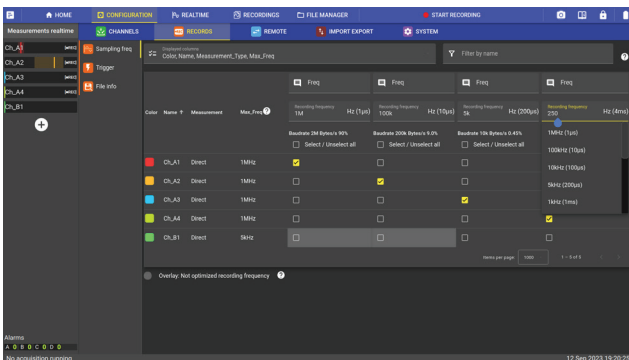 HOME
CONFIGURATION
REALTIME
RECORDINGS
FILE MANAGER
START RECORDING
Measurements realtime
CHANNELS
RECORDS
REMOTE
IMPORT EXPORT
SYSTEM
Ch_A1
Ch_A2
Ch_A3
Ch_A4
Ch_B1
Sampling freq
Trigger
File info
Displayed columns
Color, Name, Measurement_Type, Max_Freq
Filter by name
Freq Freq Freq Freq
Color Name Measurement Max_Freq
Recording frequency Recording frequency Recording frequency Recording frequency
1M Hz (1µs) 100k Hz (10µs) 5k Hz (200µs) 250 Hz (4ms)
Baudrate 2M Bytes/s 90% Baudrate 200k Bytes/s 9.0% Baudrate 10k Bytes/s 0.45%
Select / Unselect all Select / Unselect all Select / Unselect all
1MHz (1µs)
100kHz (10µs)
10kHz (100µs)
5kHz (200µs)
1kHz (1ms)
Ch_A1 Direct 1MHz
Ch_A2 Direct 1MHz
Ch_A3 Direct 1MHz
Ch_A4 Direct 1MHz
Ch_B1 Direct 5kHz
Items per page 1000 1 – 5 of 5
Overlay: Not optimized recording frequency
Alarms
A 0 B 0 C 0 D 0
No acquisition running
12 Sep 2023 19:20:25